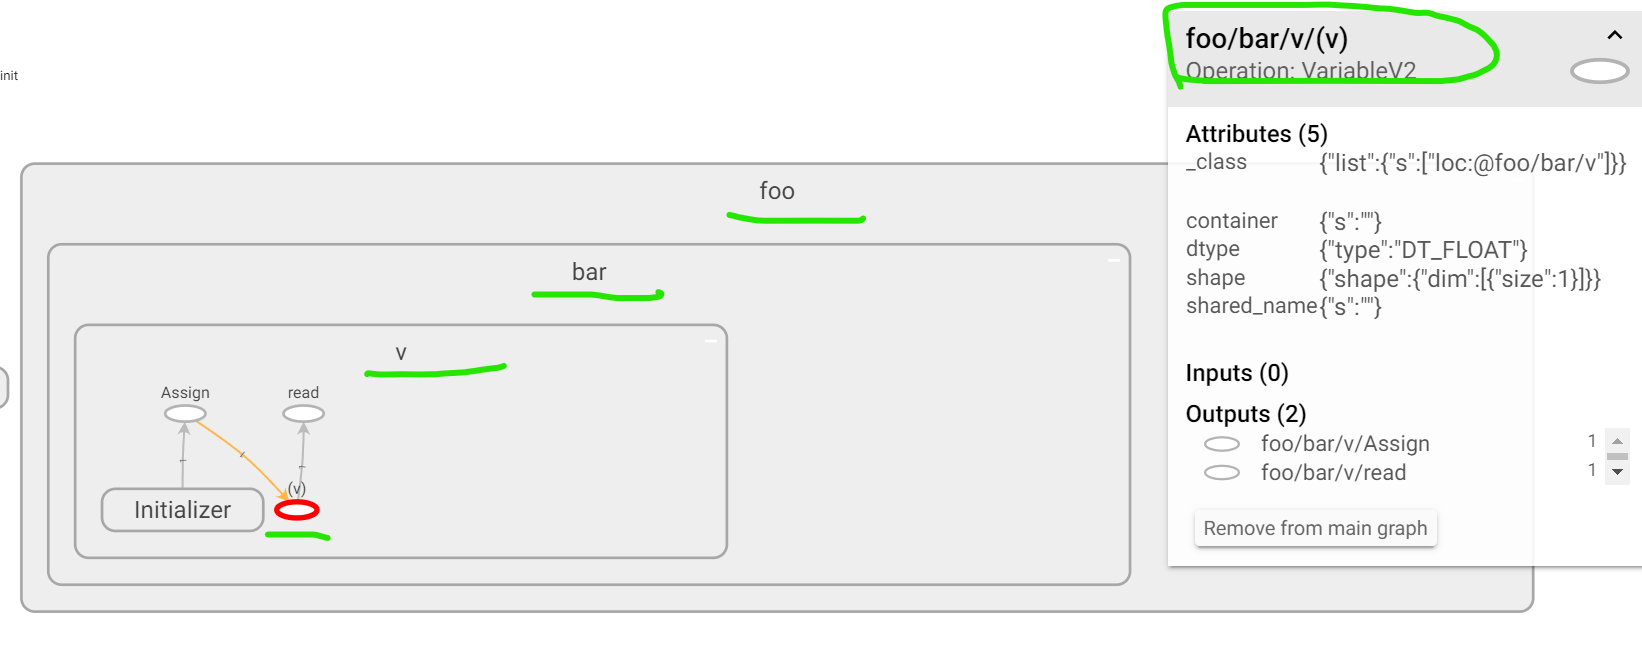 init
foo
bar
v
Assign
read
(v)
Initializer
foo/bar/v/(v)
Operation: VariableV2
Attributes (5)
_class {"list":{"s":["loc:@foo/bar/v"]}}
container {"s":""}
dtype {"type":"DT_FLOAT"}
shape {"shape":{"dim":[{"size":1}]}}
shared_name {"s":""}
Inputs (0)
Outputs (2)
foo/bar/v/Assign 1
foo/bar/v/read 1
Remove from main graph